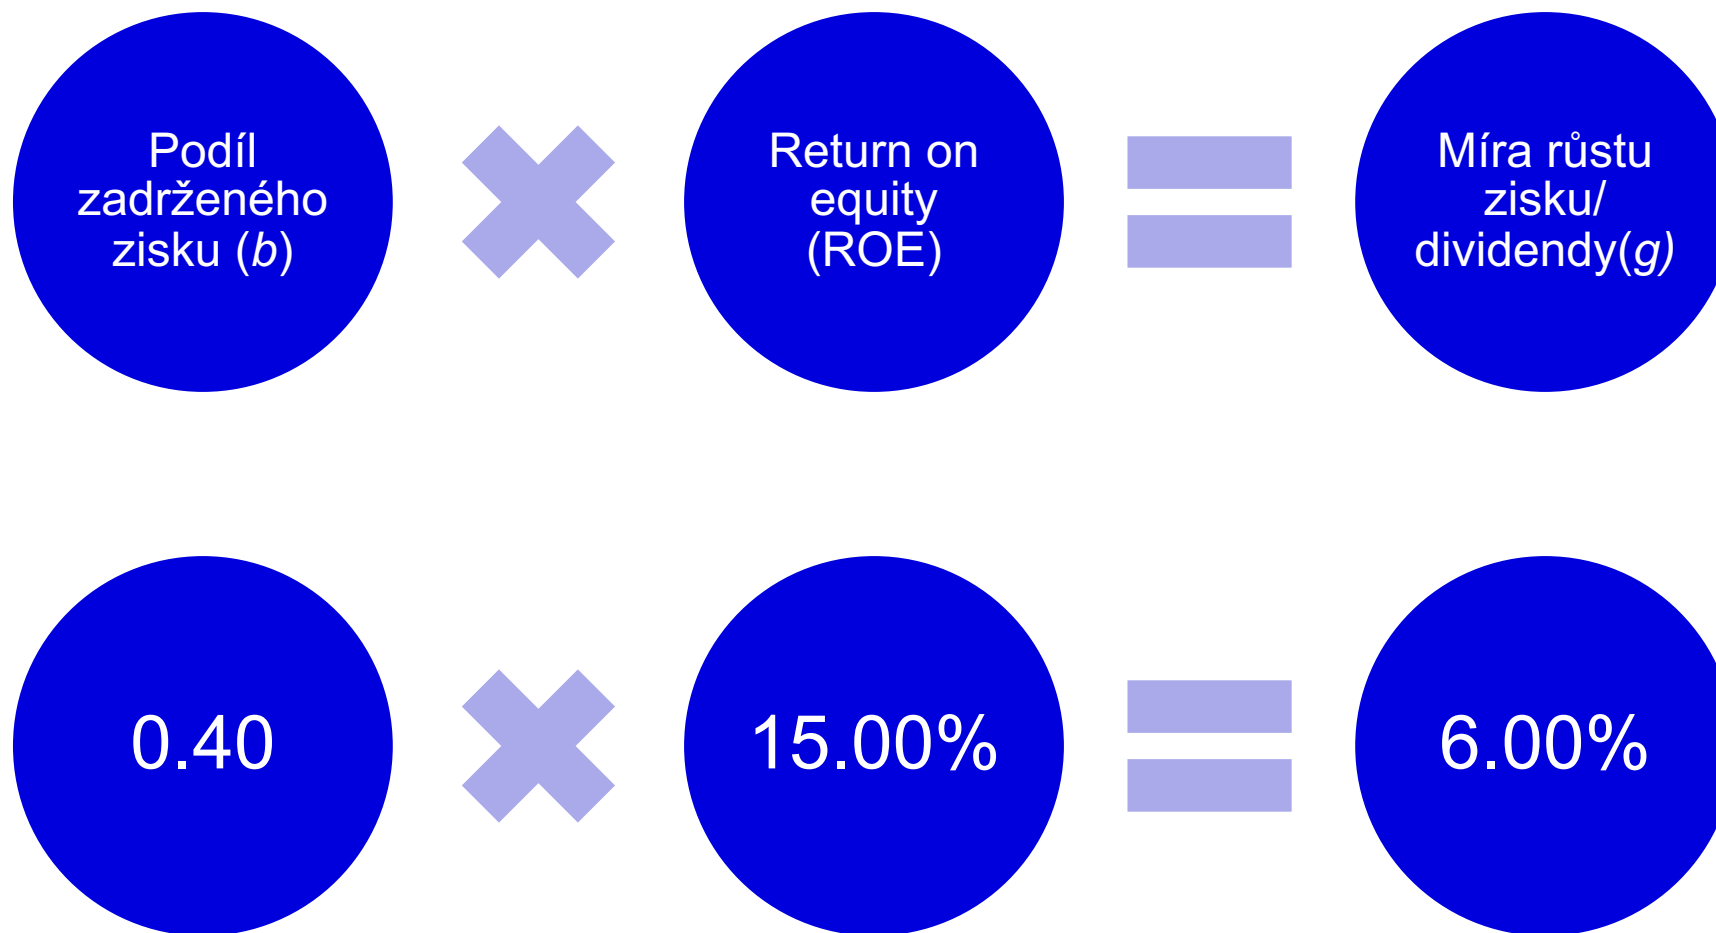 Podíl
zadrženého
zisku (b)
Return on
equity
(ROE)
Míra růstu
zisku/
dividendy(g)
0.40
15.00%
6.00%